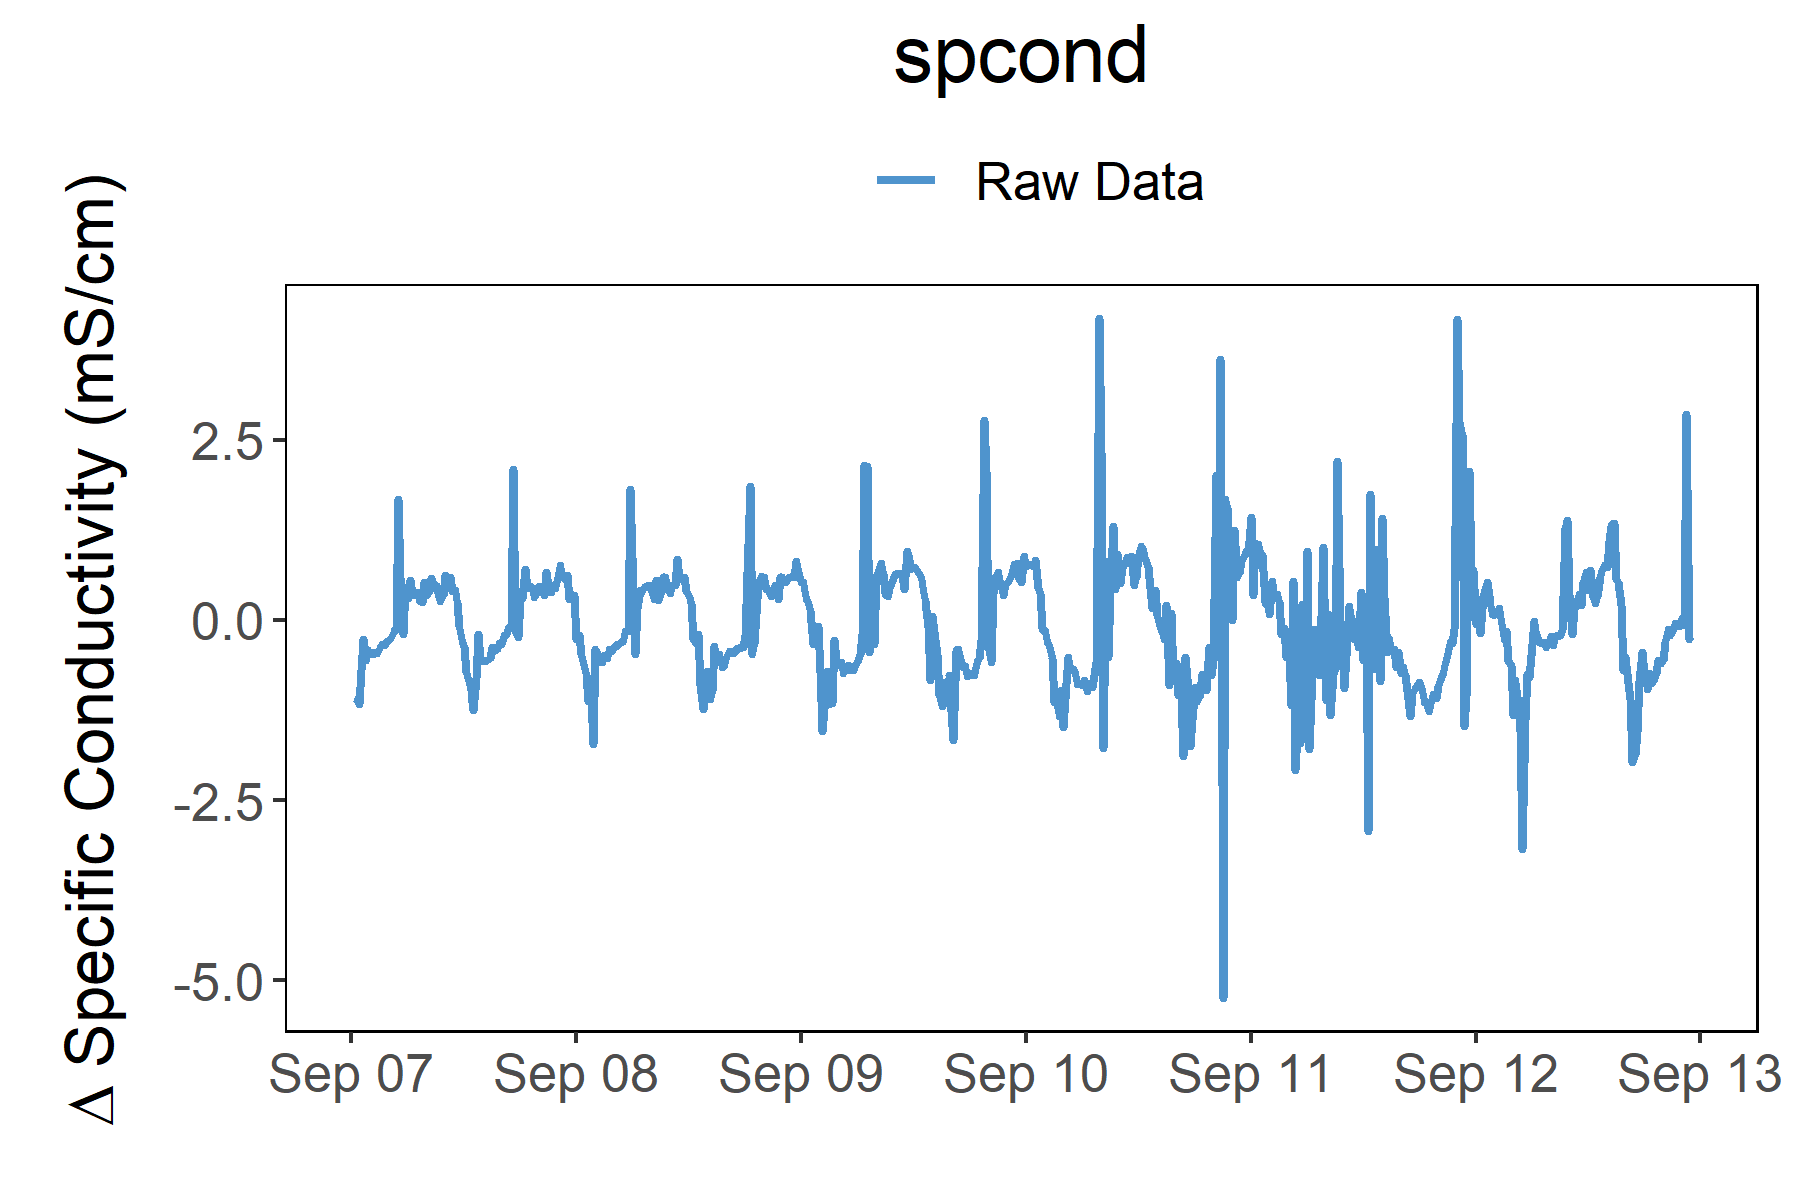 spcond
Raw Data
Δ Specific Conductivity (mS/cm)
2.5
0.0
-2.5
-5.0
Sep 07 Sep 08 Sep 09 Sep 10 Sep 11 Sep 12 Sep 13